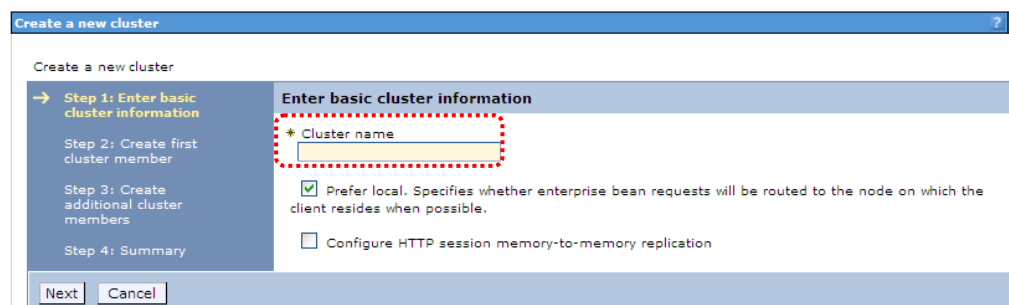 Create a new cluster ?
Create a new cluster
Step 1: Enter basic
cluster information
Step 2: Create first
cluster member
Step 3: Create
additional cluster
members
Step 4: Summary
Enter basic cluster information
* Cluster name
Prefer local. Specifies whether enterprise bean requests will be routed to the node on which the
client resides when possible.
Configure HTTP session memory-to-memory replication
Next Cancel